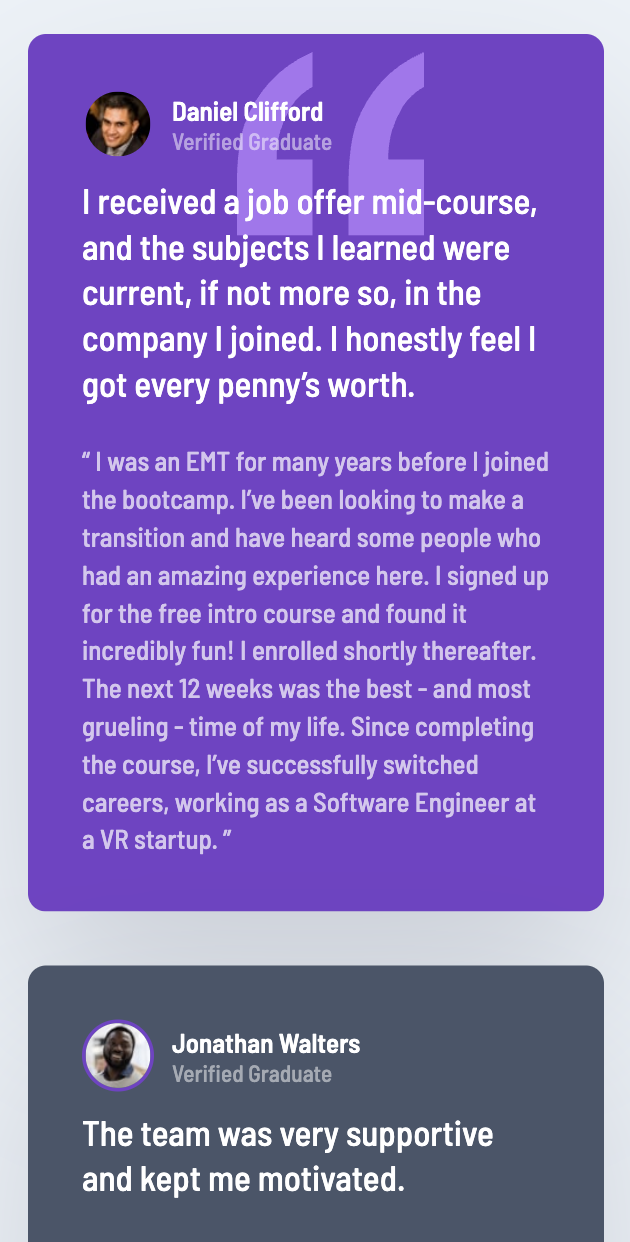 Daniel Clifford
Verified Graduate
I received a job offer mid-course,
and the subjects I learned were
current, if not more so, in the
company I joined. I honestly feel I
got every penny’s worth.
“ I was an EMT for many years before I joined
the bootcamp. I’ve been looking to make a
transition and have heard some people who
had an amazing experience here. I signed up
for the free intro course and found it
incredibly fun! I enrolled shortly thereafter.
The next 12 weeks was the best - and most
grueling - time of my life. Since completing
the course, I’ve successfully switched
careers, working as a Software Engineer at
a VR startup. ”
Jonathan Walters
Verified Graduate
The team was very supportive
and kept me motivated.